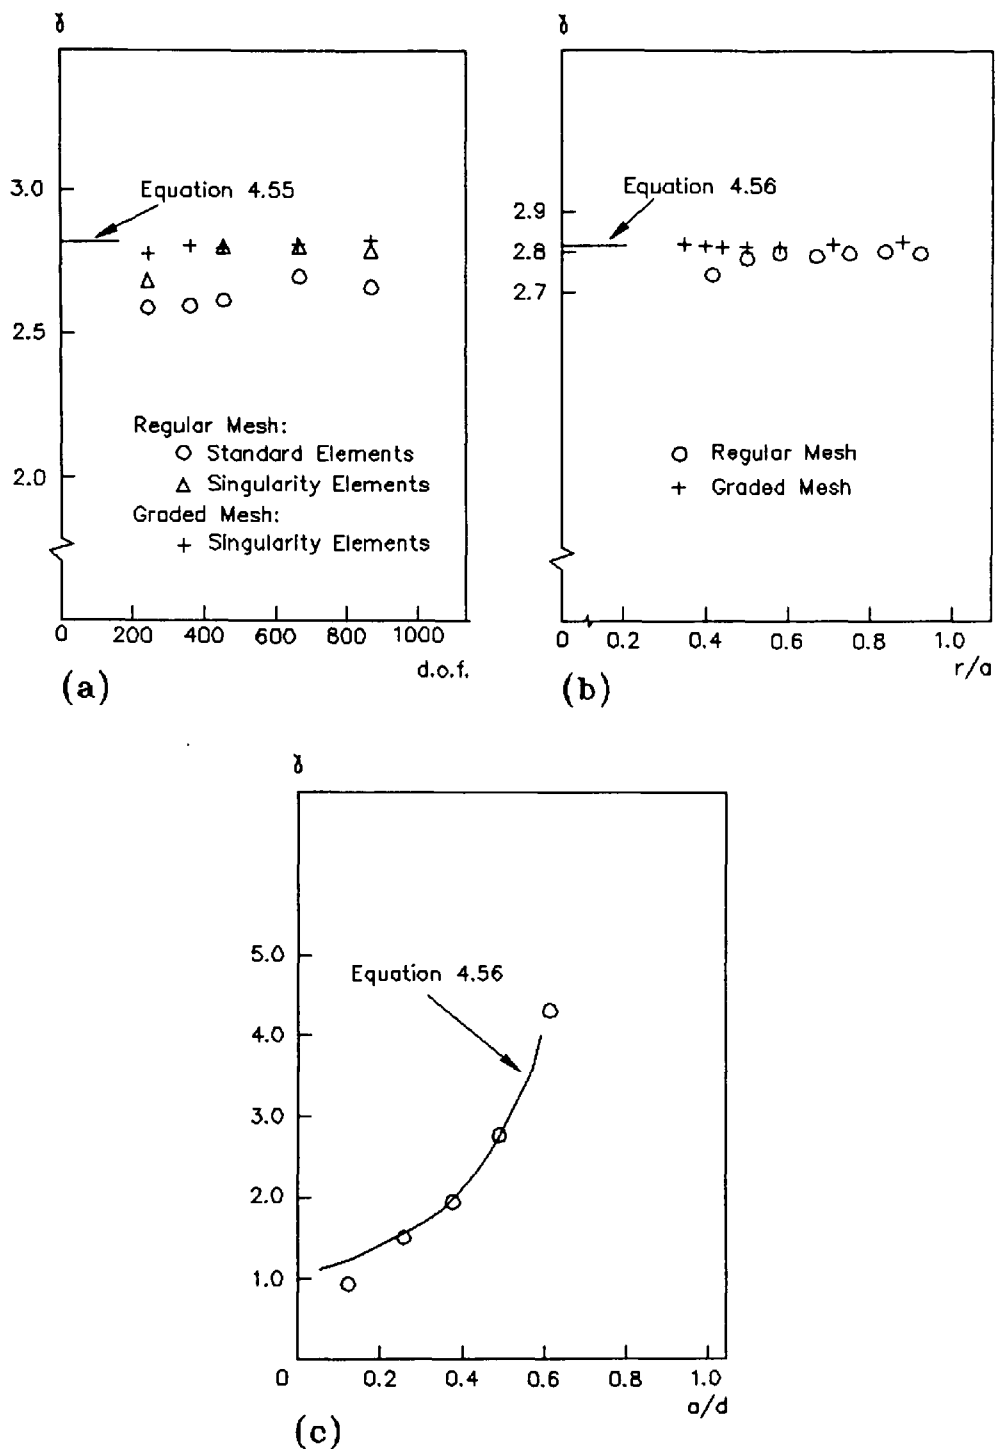 γ
3.0
2.5
2.0
Equation 4.55
Regular Mesh:
○ Standard Elements
△ Singularity Elements
Graded Mesh:
+ Singularity Elements
0 200 400 600 800 1000
d.o.f.
(a)
γ
2.9
2.8
2.7
Equation 4.56
○ Regular Mesh
+ Graded Mesh
0 0.2 0.4 0.6 0.8 1.0
r/a
(b)
γ
5.0
4.0
3.0
2.0
1.0
Equation 4.56
0 0.2 0.4 0.6 0.8 1.0
a/d
(c)